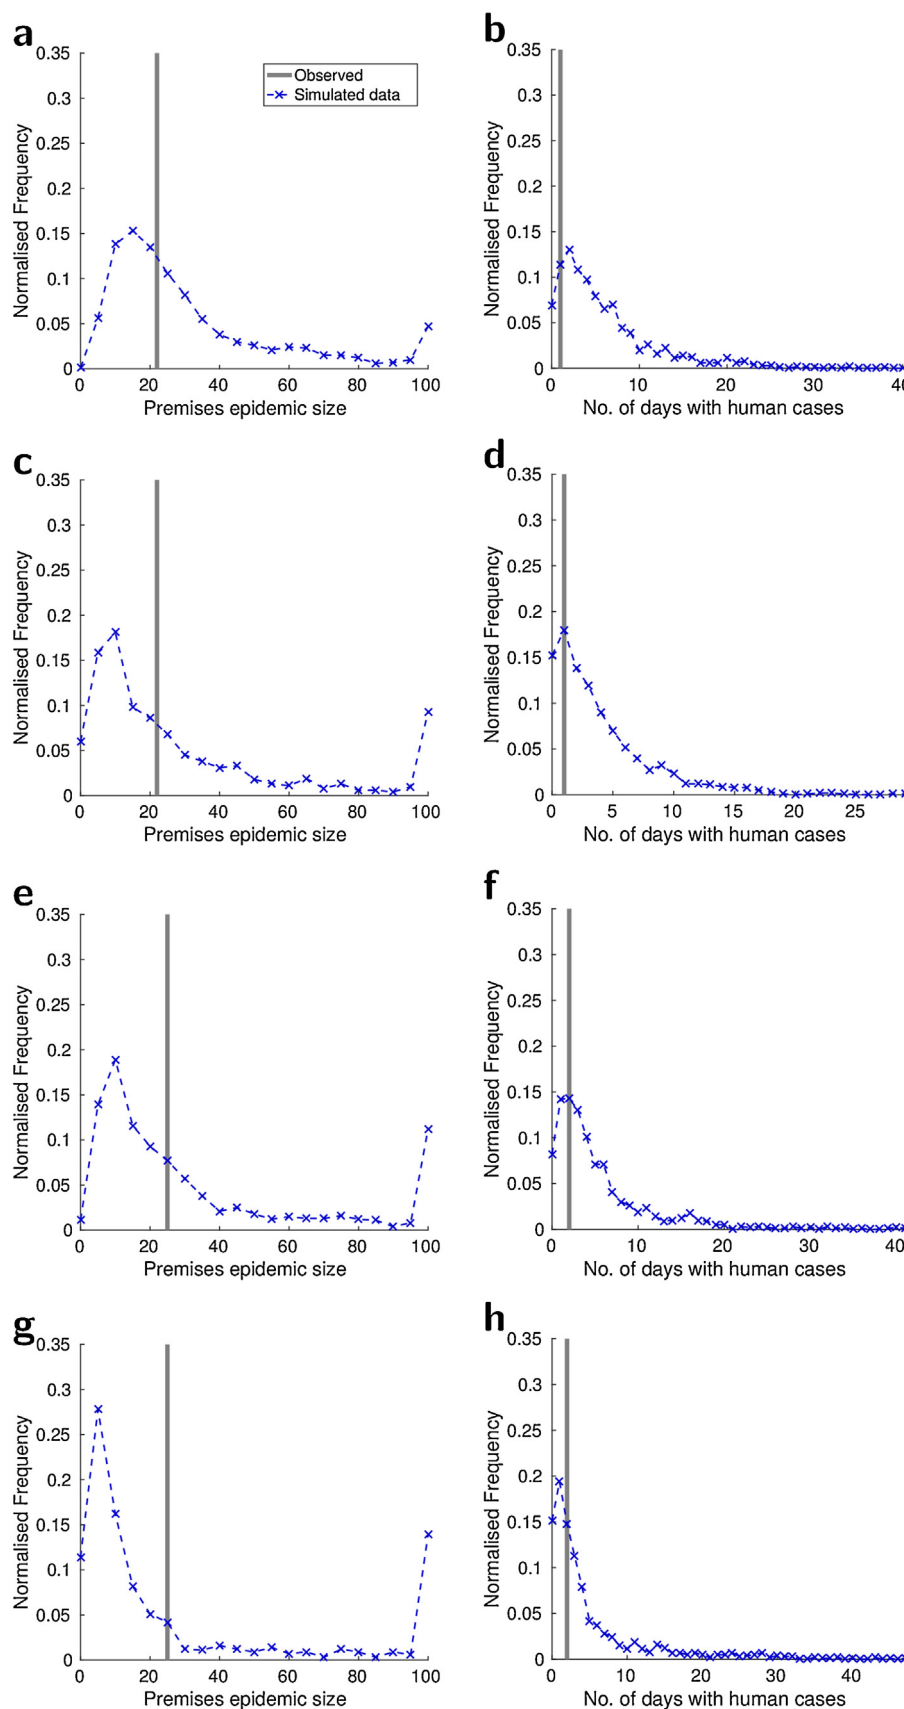 a
0.35
0.3
0.25
0.2
0.15
0.1
0.05
0
Normalised Frequency
Observed
Simulated data
0 20 40 60 80 100
Premises epidemic size
b
0.35
0.3
0.25
0.2
0.15
0.1
0.05
0
Normalised Frequency
0 10 20 30 40
No. of days with human cases
c
0.35
0.3
0.25
0.2
0.15
0.1
0.05
0
Normalised Frequency
0 20 40 60 80 100
Premises epidemic size
d
0.35
0.3
0.25
0.2
0.15
0.1
0.05
0
Normalised Frequency
0 5 10 15 20 25
No. of days with human cases
e
0.35
0.3
0.25
0.2
0.15
0.1
0.05
0
Normalised Frequency
0 20 40 60 80 100
Premises epidemic size
f
0.35
0.3
0.25
0.2
0.15
0.1
0.05
0
Normalised Frequency
0 10 20 30 40
No. of days with human cases
g
0.35
0.3
0.25
0.2
0.15
0.1
0.05
0
Normalised Frequency
0 20 40 60 80 100
Premises epidemic size
h
0.35
0.3
0.25
0.2
0.15
0.1
0.05
0
Normalised Frequency
0 10 20 30 40
No. of days with human cases